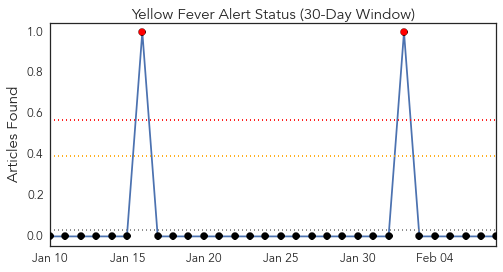 Yellow Fever Alert Status (30-Day Window)
Articles Found
1.0
0.8
0.6
0.4
0.2
0.0
Jan 10 Jan 15 Jan 20 Jan 25 Jan 30 Feb 04